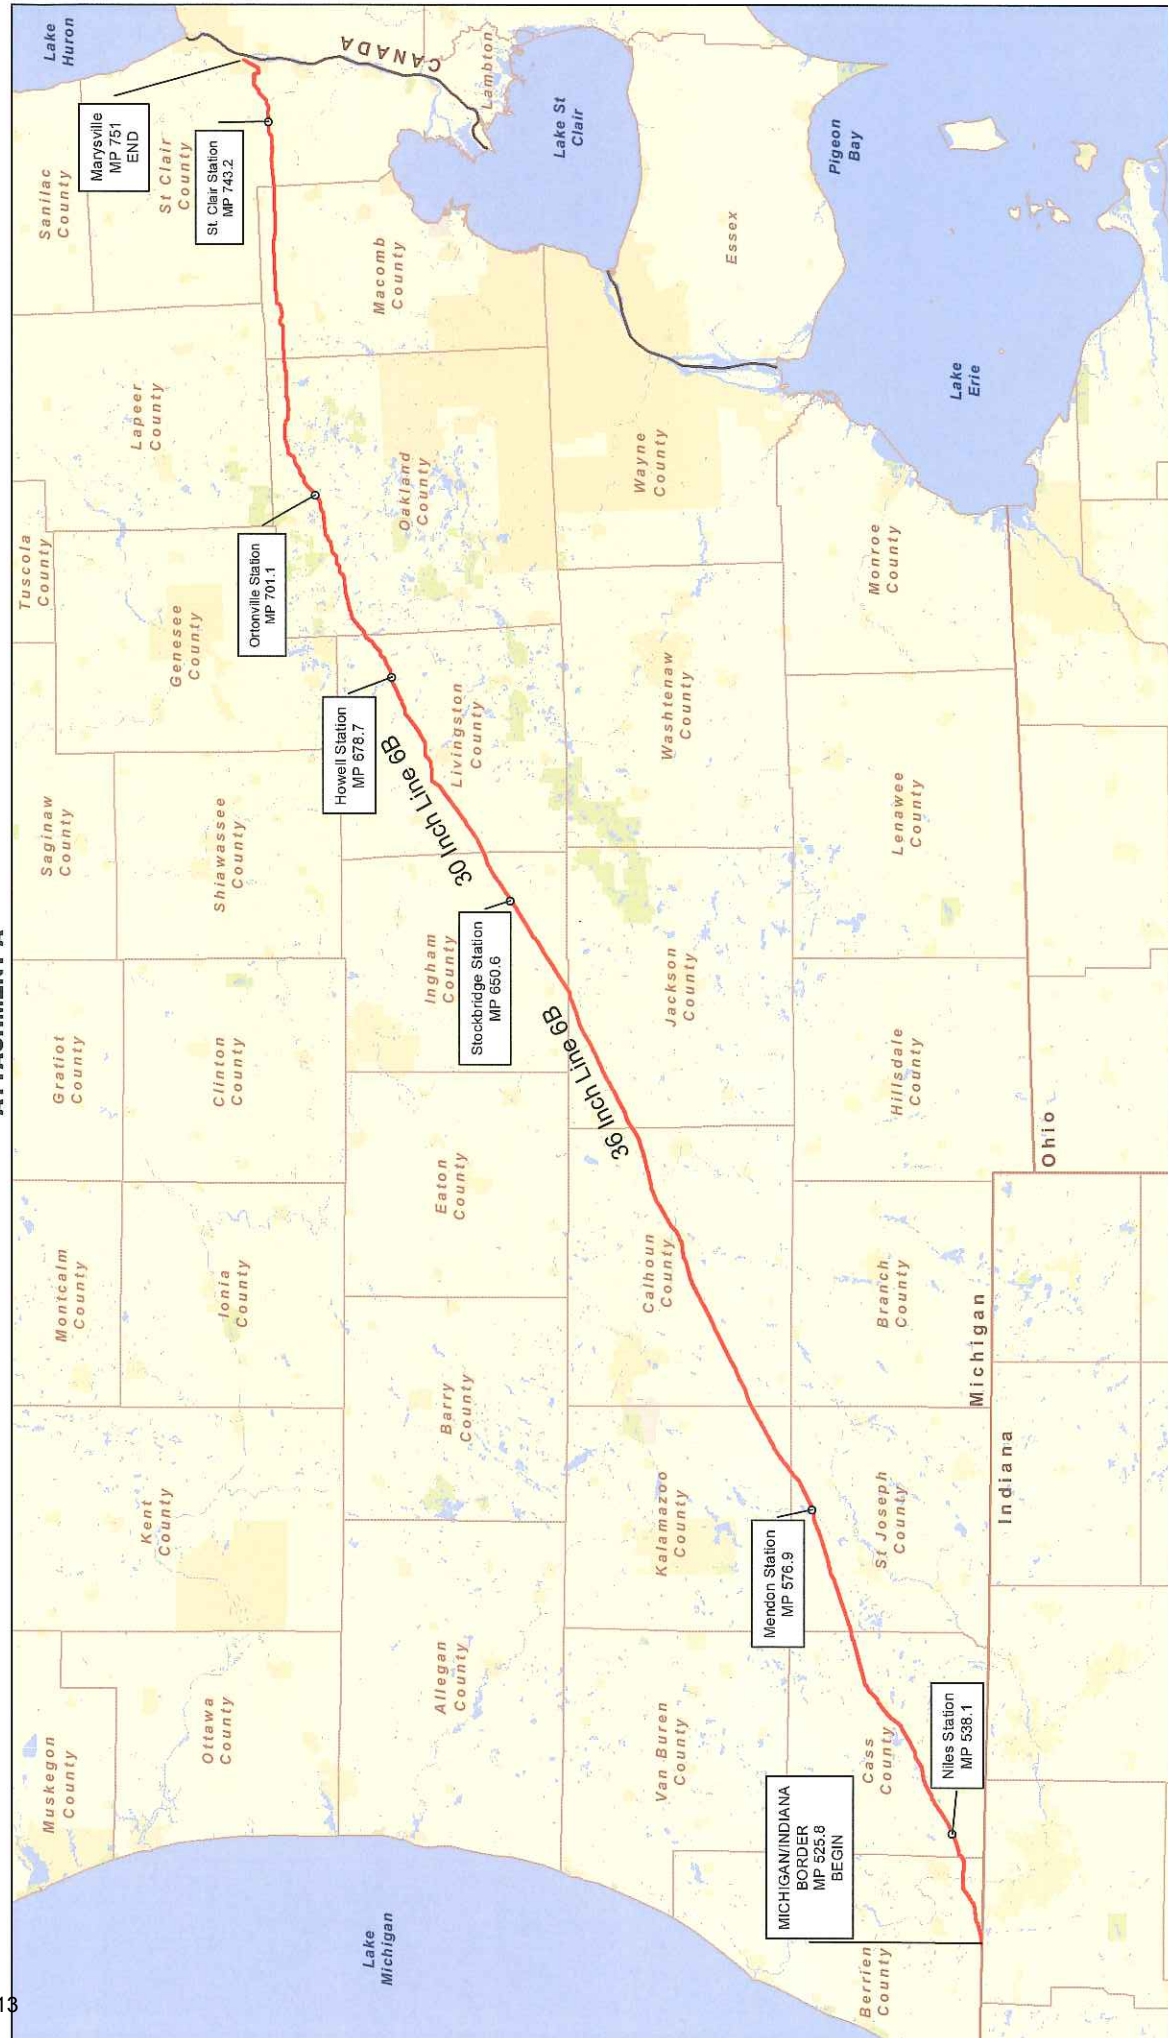 13
Lake
Huron
Marysville
MP 751
END
Sanilac
County
St Clair
County
St. Clair Station
MP 743.2
CANADA
Lambton
Lake St
Clair
Pigeon
Bay
Essex
Macomb
County
Lapeer
County
Tuscola
County
Genesee
County
Ortonville Station
MP 701.1
Oakland
County
Wayne
County
Lake
Erie
Monroe
County
Howell Station
MP 678.7
Livingston
County
Washtenaw
County
30 Inch Line 6B
Saginaw
County
Shiawassee
County
Lenawee
County
Stockbridge Station
MP 650.6
Ingham
County
Jackson
County
36 Inch Line 6B
Gratiot
County
Clinton
County
Hillsdale
County
Ohio
Montcalm
County
Ionia
County
Eaton
County
Calhoun
County
Branch
County
Michigan
Indiana
Kent
County
Barry
County
Kalamazoo
County
St Joseph
County
Mendon Station
MP 576.9
Muskegon
County
Ottawa
County
Allegan
County
Van Buren
County
Cass
County
Niles Station
MP 538.1
MICHIGAN/INDIANA
BORDER
MP 525.8
BEGIN
Lake
Michigan
Berrien
County